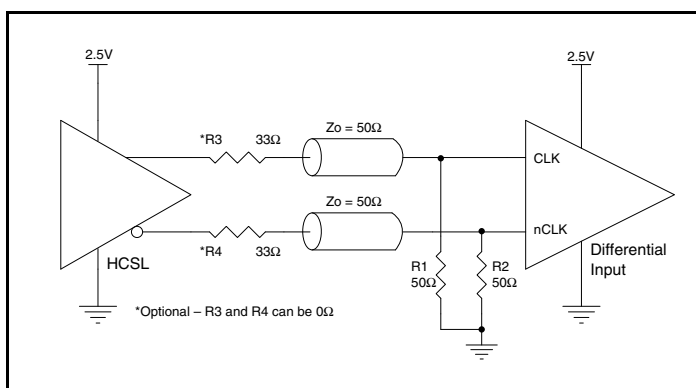 2.5V
2.5V
*R3
33Ω
Zo = 50Ω
CLK
Zo = 50Ω
*R4
33Ω
nCLK
HCSL
R1
50Ω
R2
50Ω
Differential
Input
*Optional – R3 and R4 can be 0Ω